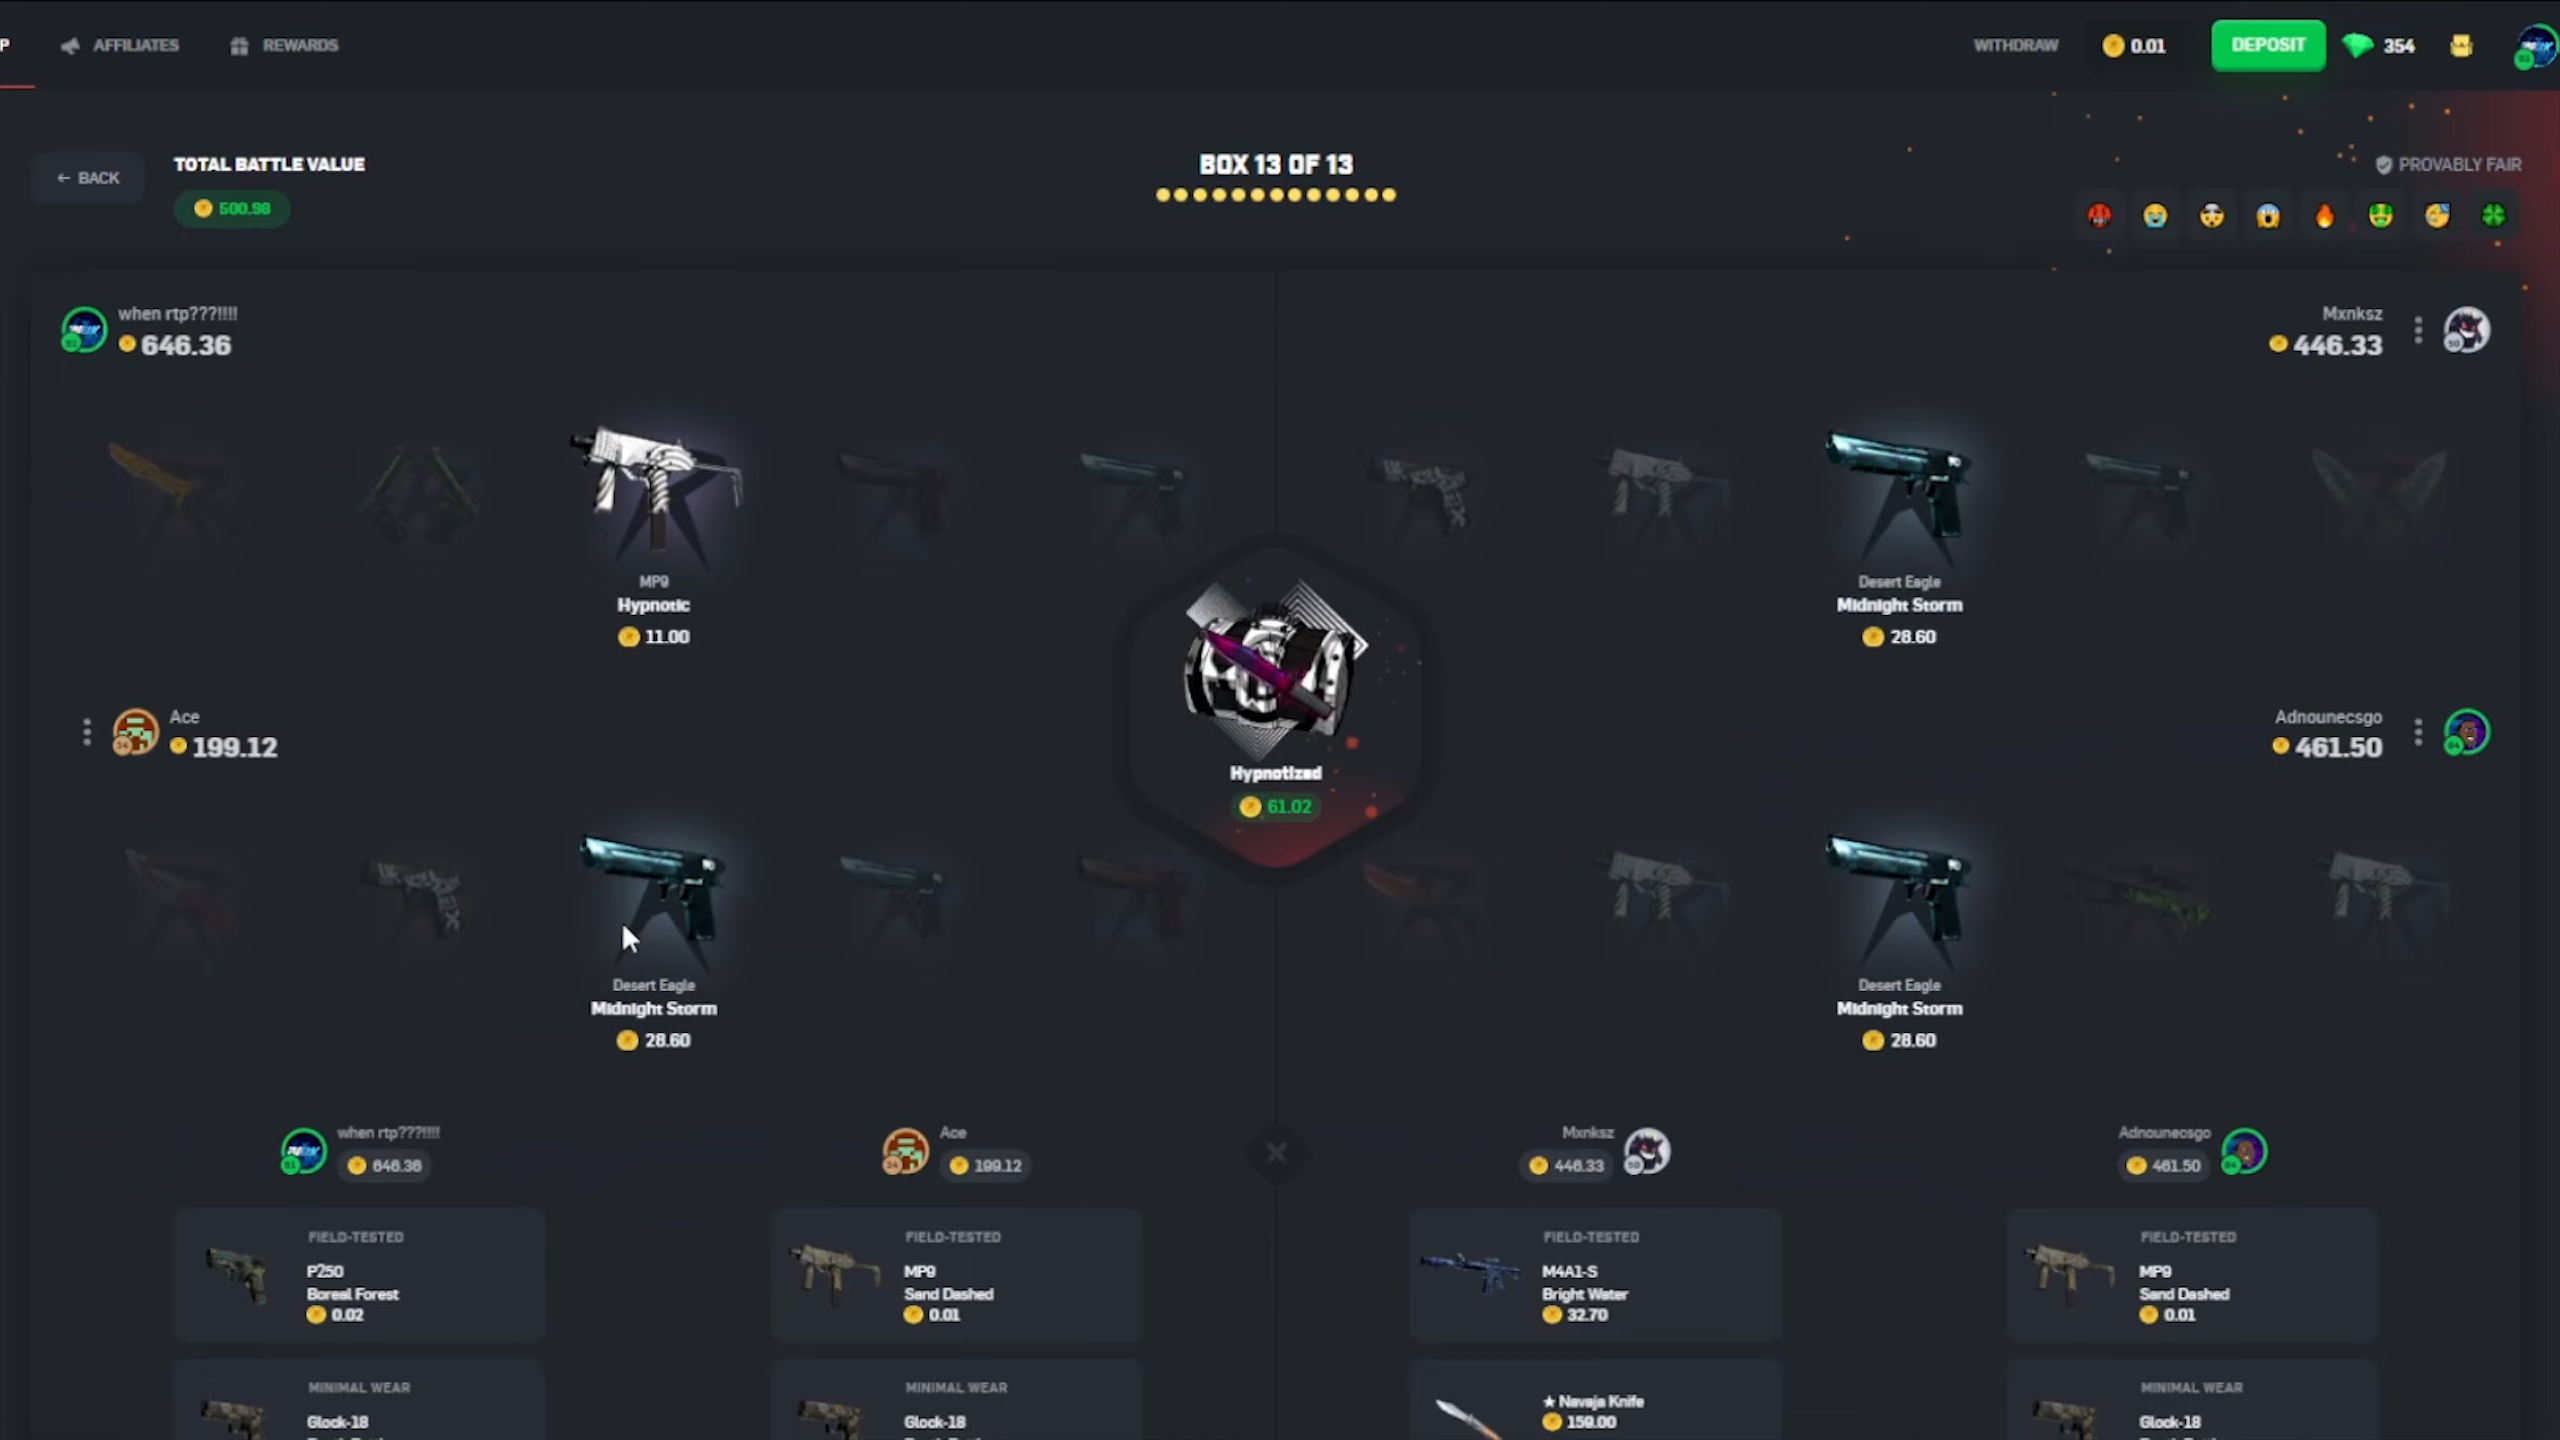 P
AFFILIATES
REWARDS
WITHDRAW
0.01
DEPOSIT
354
← BACK
TOTAL BATTLE VALUE
500.98
BOX 13 OF 13
PROVABLY FAIR
when rtp???!!!!
646.36
Mxnksz
446.33
MP9
Hypnotic
11.00
Desert Eagle
Midnight Storm
28.60
Hypnotized
61.02
Ace
199.12
Adnounecsgo
461.50
Desert Eagle
Midnight Storm
28.60
Desert Eagle
Midnight Storm
28.60
when rtp???!!!!
646.36
Ace
199.12
Mxnksz
446.33
Adnounecsgo
461.50
FIELD-TESTED
P250
Boreal Forest
0.02
FIELD-TESTED
MP9
Sand Dashed
0.01
FIELD-TESTED
M4A1-S
Bright Water
32.70
FIELD-TESTED
MP9
Sand Dashed
0.01
MINIMAL WEAR
Glock-18
MINIMAL WEAR
Glock-18
★ Navaja Knife
159.00
MINIMAL WEAR
Glock-18